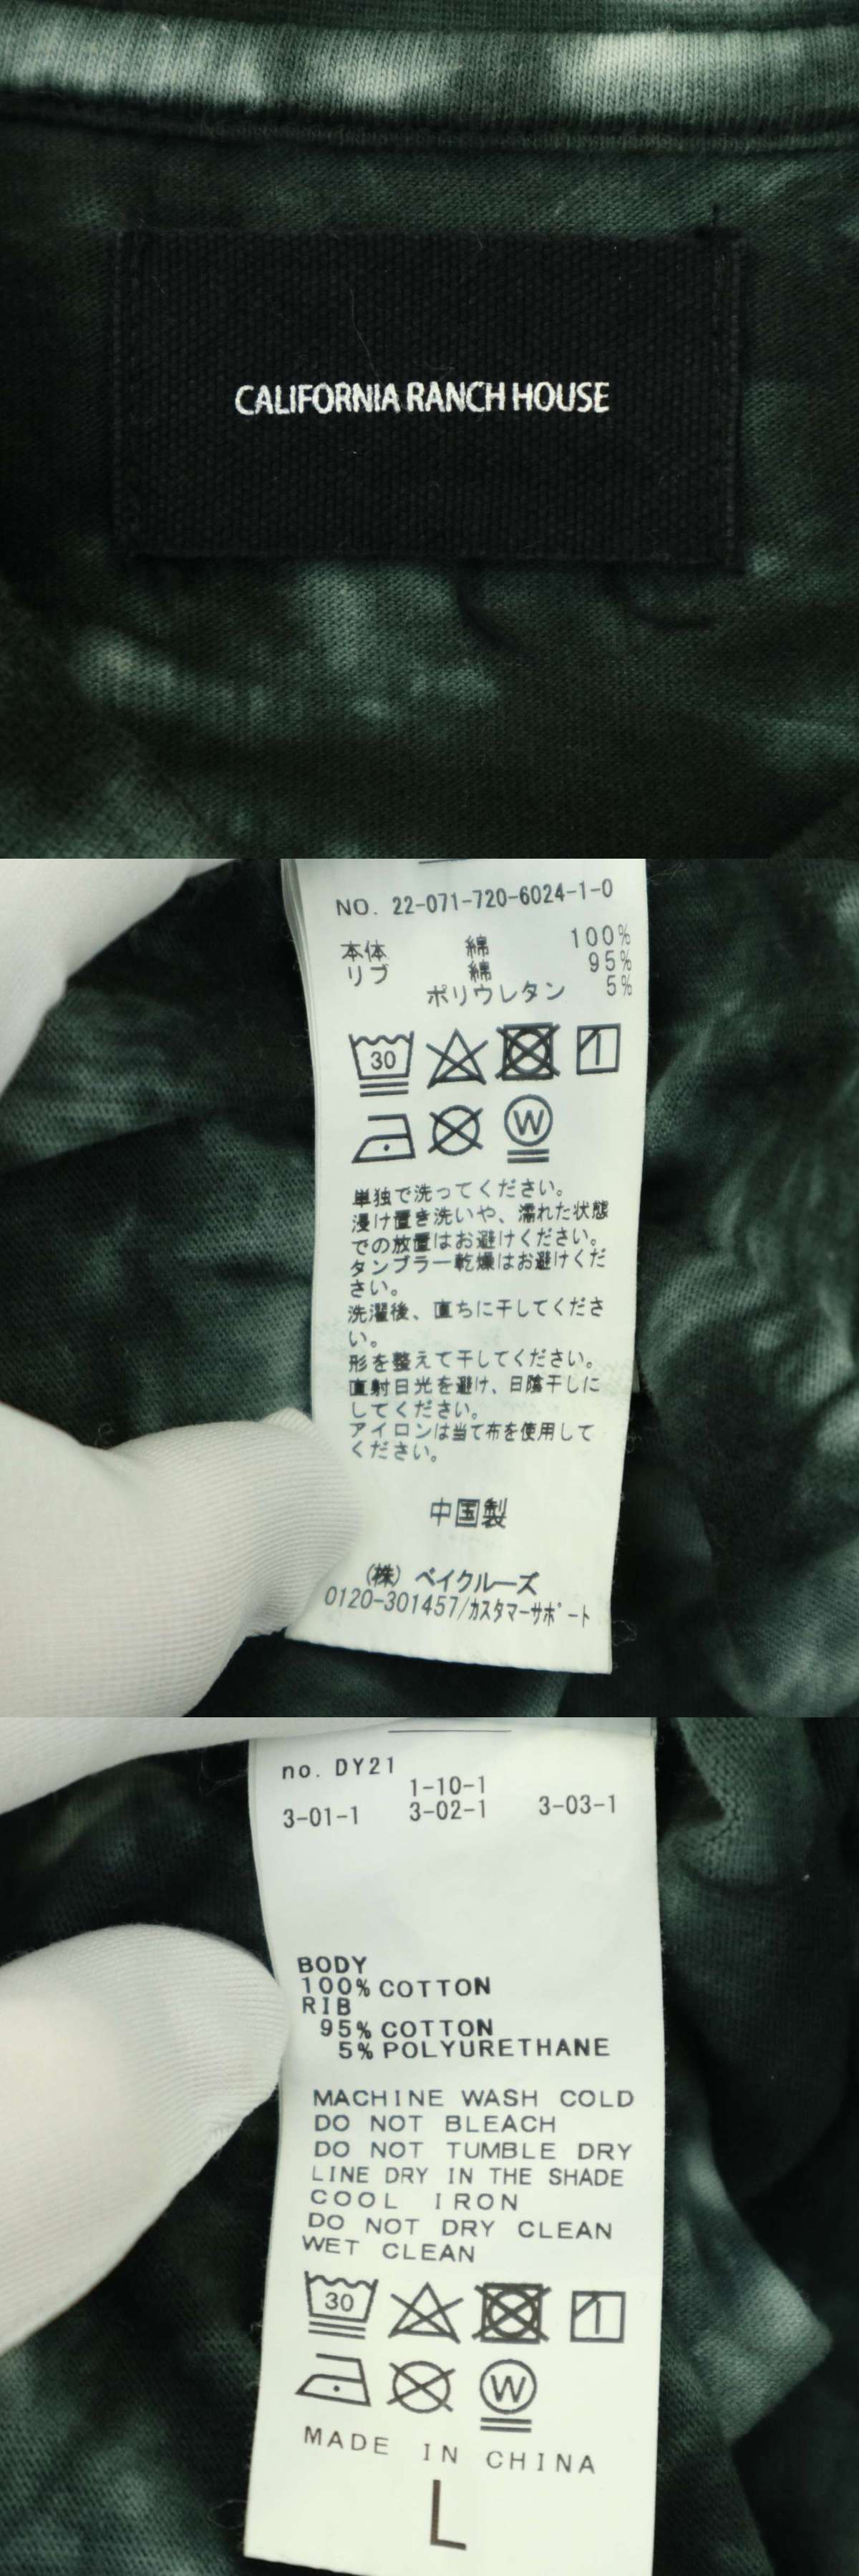 CALIFORNIA RANCH HOUSE
NO. 22-071-720-6024-1-0
本体 綿 100%
リブ 綿 95%
ポリウレタン 5%
30
W
単独で洗ってください。
浸け置き洗いや、濡れた状態
での放置はお避けください。
タンブラー乾燥はお避けくだ
さい。
洗濯後、直ちに干してくださ
い。
形を整えて干してください。
直射日光を避け、日陰干しに
してください。
アイロンは当て布を使用して
ください。
中国製
(株) ベイクルーズ
0120-301457/カスタマーサポート
no. DY21
1-10-1
3-01-1 3-02-1 3-03-1
BODY
100% COTTON
RIB
95% COTTON
5% POLYURETHANE
MACHINE WASH COLD
DO NOT BLEACH
DO NOT TUMBLE DRY
LINE DRY IN THE SHADE
COOL IRON
DO NOT DRY CLEAN
WET CLEAN
30
W
MADE IN CHINA
L